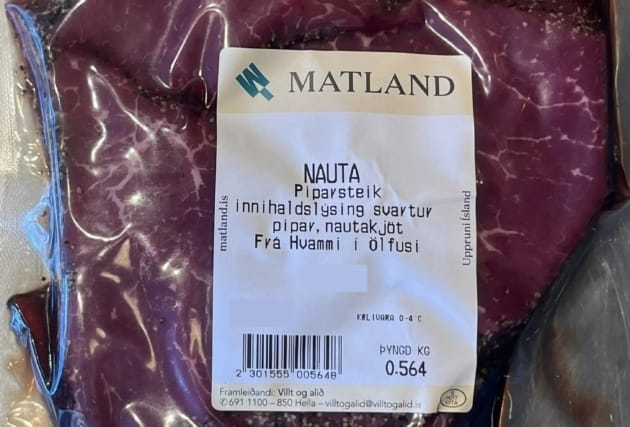 MATLAND
NAUTA
Piparsteik
innihaldslýsing svartur
pipar, nautakjöt
Frá Hvammi í Ölfusi
matland.is
Uppruni Ísland
KÆLIVARA 0-4°C
ÞYNGD KG
0.564
2 301555 005648
Framleiðandi: Villt og alið
✆ 691 1100 – 850 Hella – villtogalid@villtogalid.is